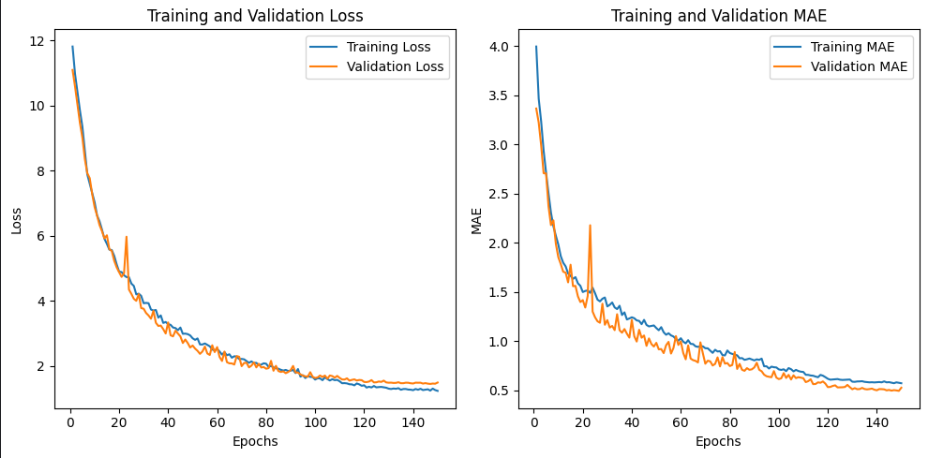 Training and Validation Loss
Training Loss
Validation Loss
12
10
8
6
4
2
Loss
0 20 40 60 80 100 120 140
Epochs
Training and Validation MAE
Training MAE
Validation MAE
4.0
3.5
3.0
2.5
2.0
1.5
1.0
0.5
MAE
0 20 40 60 80 100 120 140
Epochs